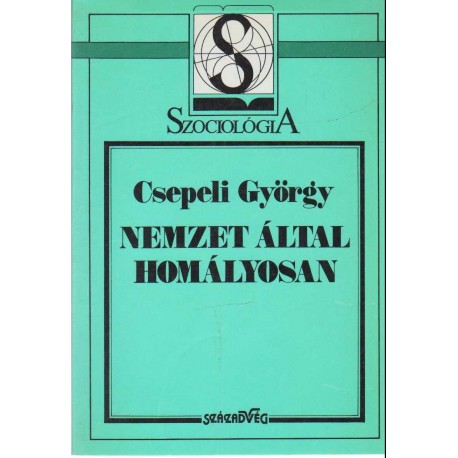 S
SZOCIOLÓGIA
Csepeli György
NEMZET ÁLTAL
HOMÁLYOSAN
SZÁZADVÉG